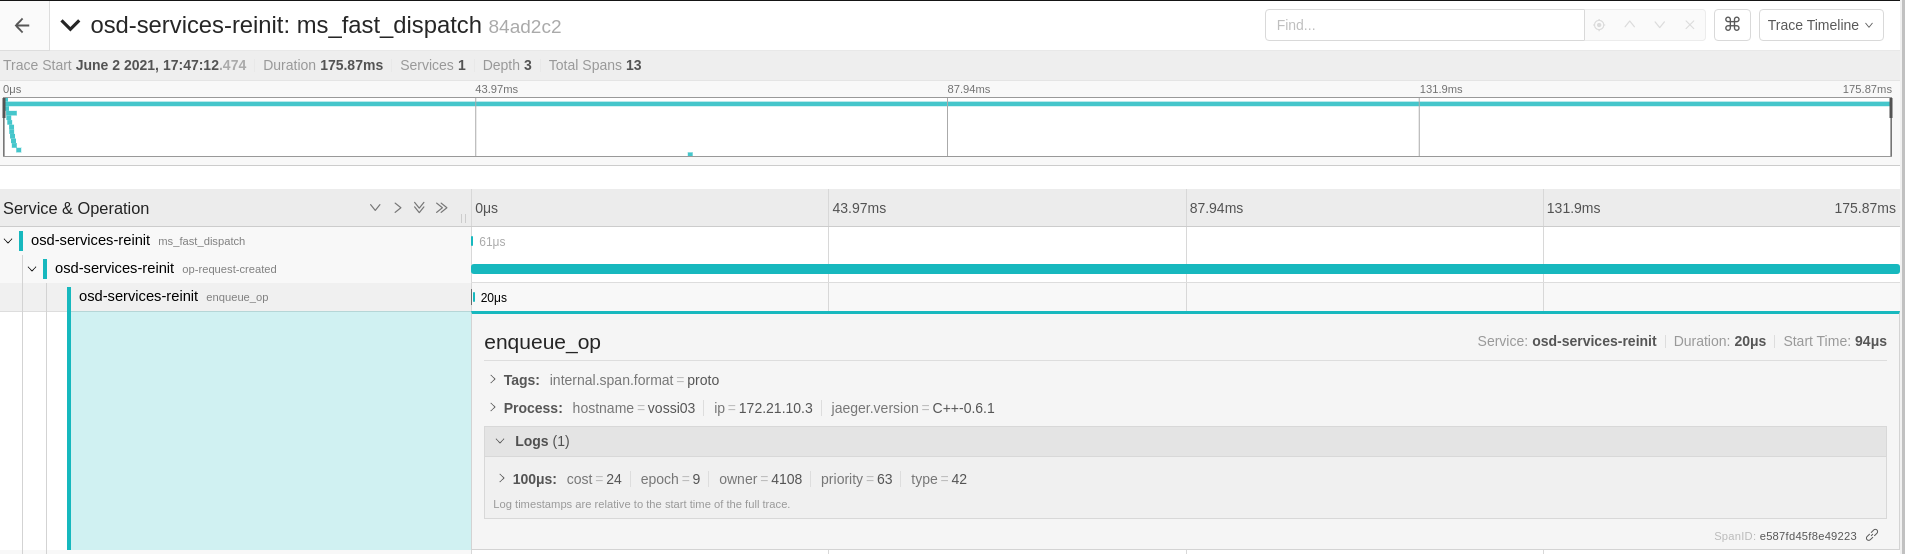 osd-services-reinit: ms_fast_dispatch 84ad2c2 Find... ⌘ Trace Timeline
Trace Start June 2 2021, 17:47:12.474 Duration 175.87ms Services 1 Depth 3 Total Spans 13
0μs 43.97ms 87.94ms 131.9ms 175.87ms
Service & Operation 0μs 43.97ms 87.94ms 131.9ms 175.87ms
osd-services-reinit ms_fast_dispatch 61μs
osd-services-reinit op-request-created
osd-services-reinit enqueue_op 20μs
enqueue_op Service: osd-services-reinit Duration: 20μs Start Time: 94μs
Tags: internal.span.format = proto
Process: hostname = vossi03 ip = 172.21.10.3 jaeger.version = C++-0.6.1
Logs (1)
100μs: cost = 24 epoch = 9 owner = 4108 priority = 63 type = 42
Log timestamps are relative to the start time of the full trace.
SpanID: e587fd45f8e49223